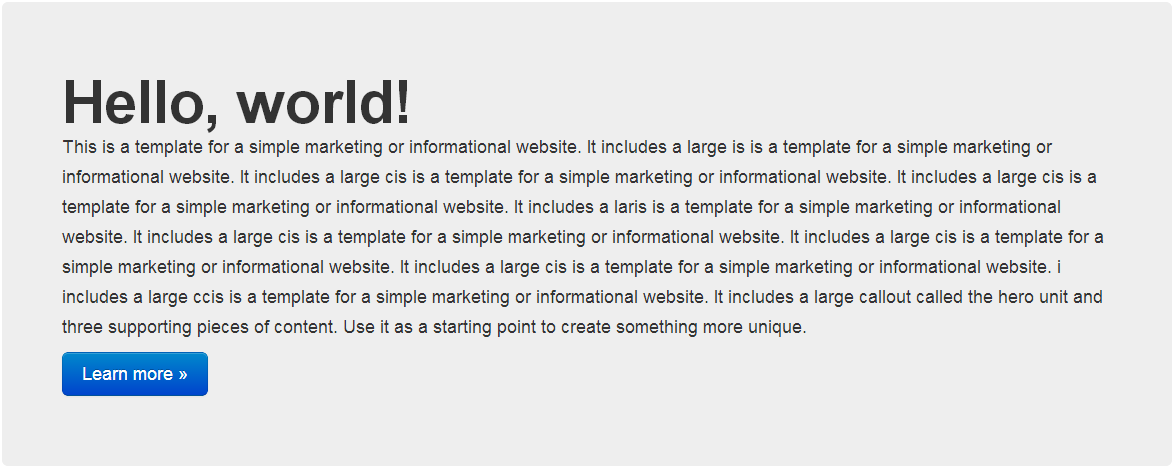 Hello, world!
This is a template for a simple marketing or informational website. It includes a large is is a template for a simple marketing or
informational website. It includes a large cis is a template for a simple marketing or informational website. It includes a large cis is a
template for a simple marketing or informational website. It includes a laris is a template for a simple marketing or informational
website. It includes a large cis is a template for a simple marketing or informational website. It includes a large cis is a template for a
simple marketing or informational website. It includes a large cis is a template for a simple marketing or informational website. i
includes a large ccis is a template for a simple marketing or informational website. It includes a large callout called the hero unit and
three supporting pieces of content. Use it as a starting point to create something more unique.
Learn more »